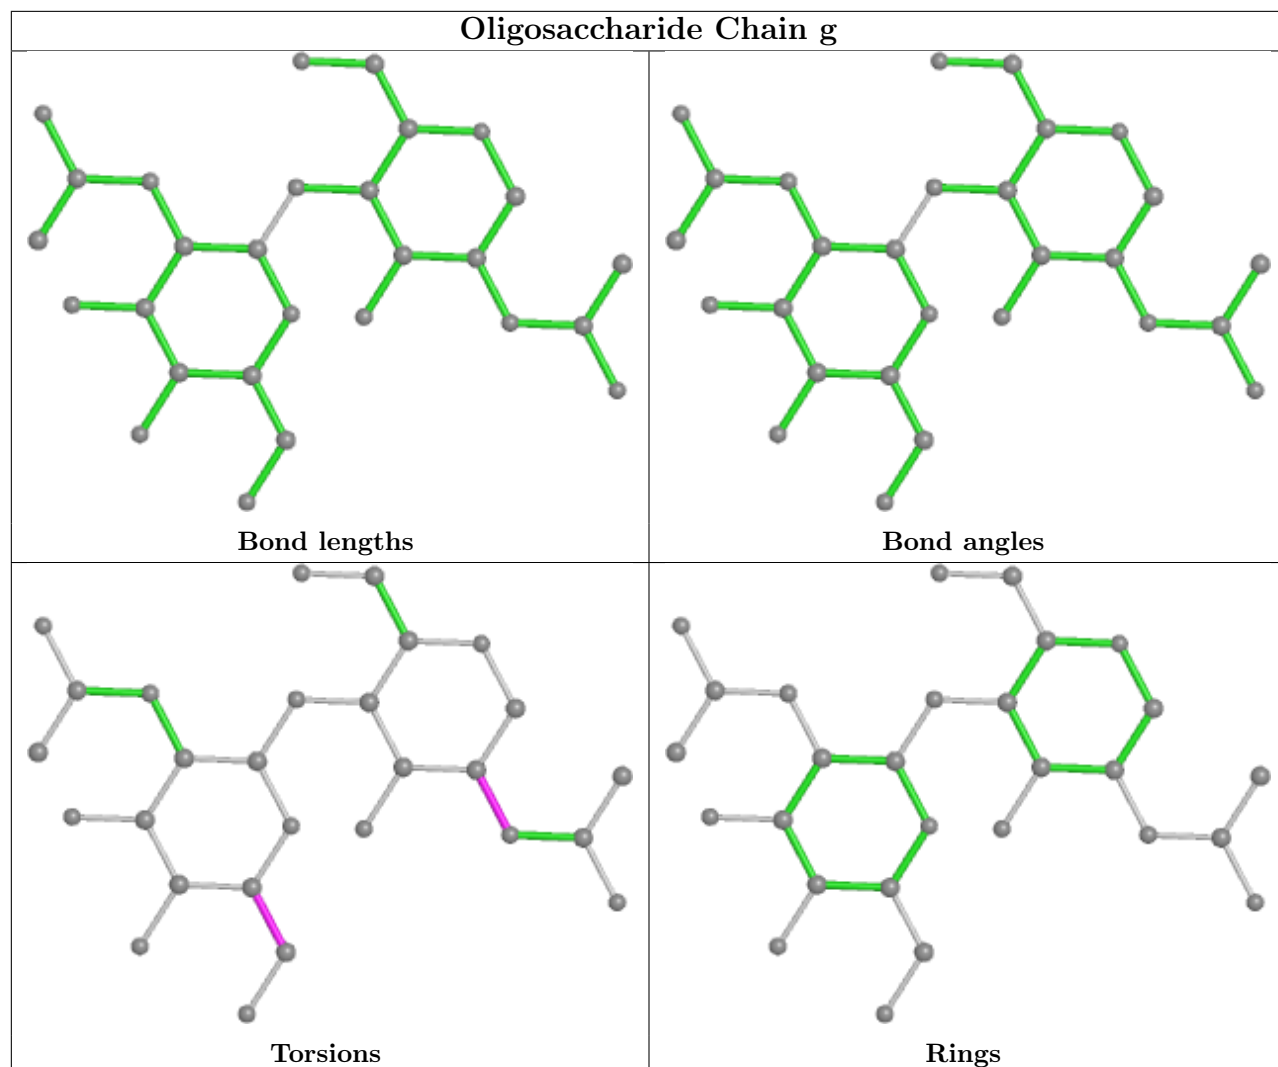 Oligosaccharide Chain g
Bond lengths
Bond angles
Torsions
Rings